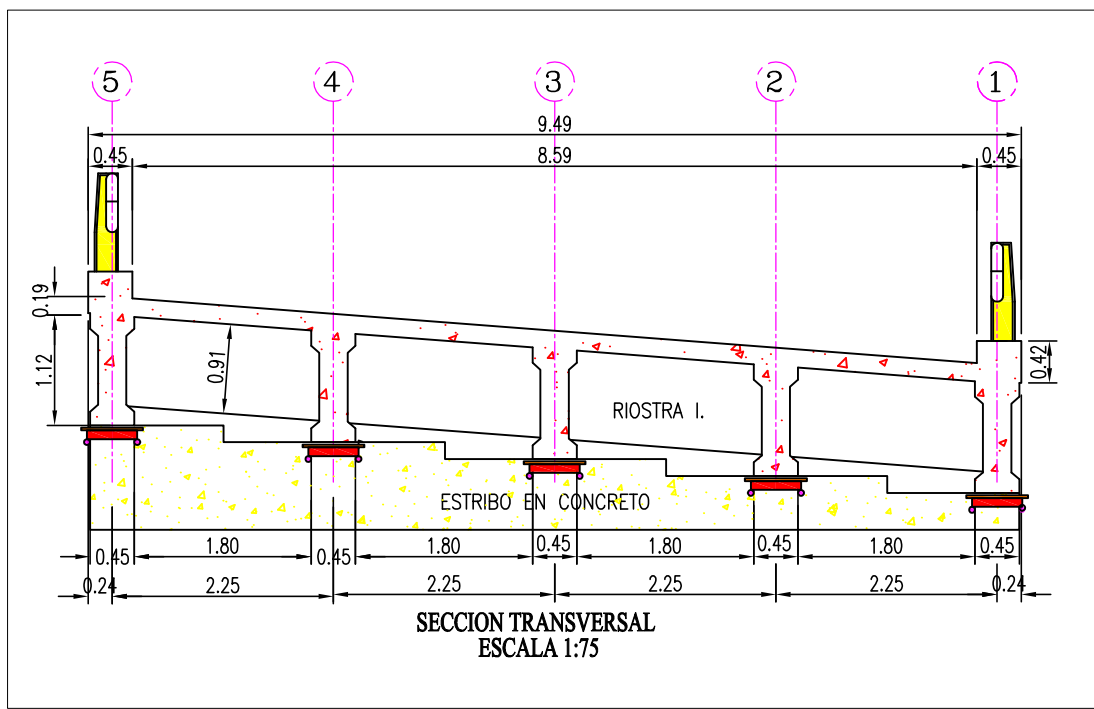 5 4 3 2 1
9.49
0.45 8.59 0.45
0.19
1.12
0.91
0.42
RIOSTRA I.
ESTRIBO EN CONCRETO
0.45 1.80 0.45 1.80 0.45 1.80 0.45 1.80 0.45
0.24 2.25 2.25 2.25 2.25 0.24
SECCION TRANSVERSAL
ESCALA 1:75